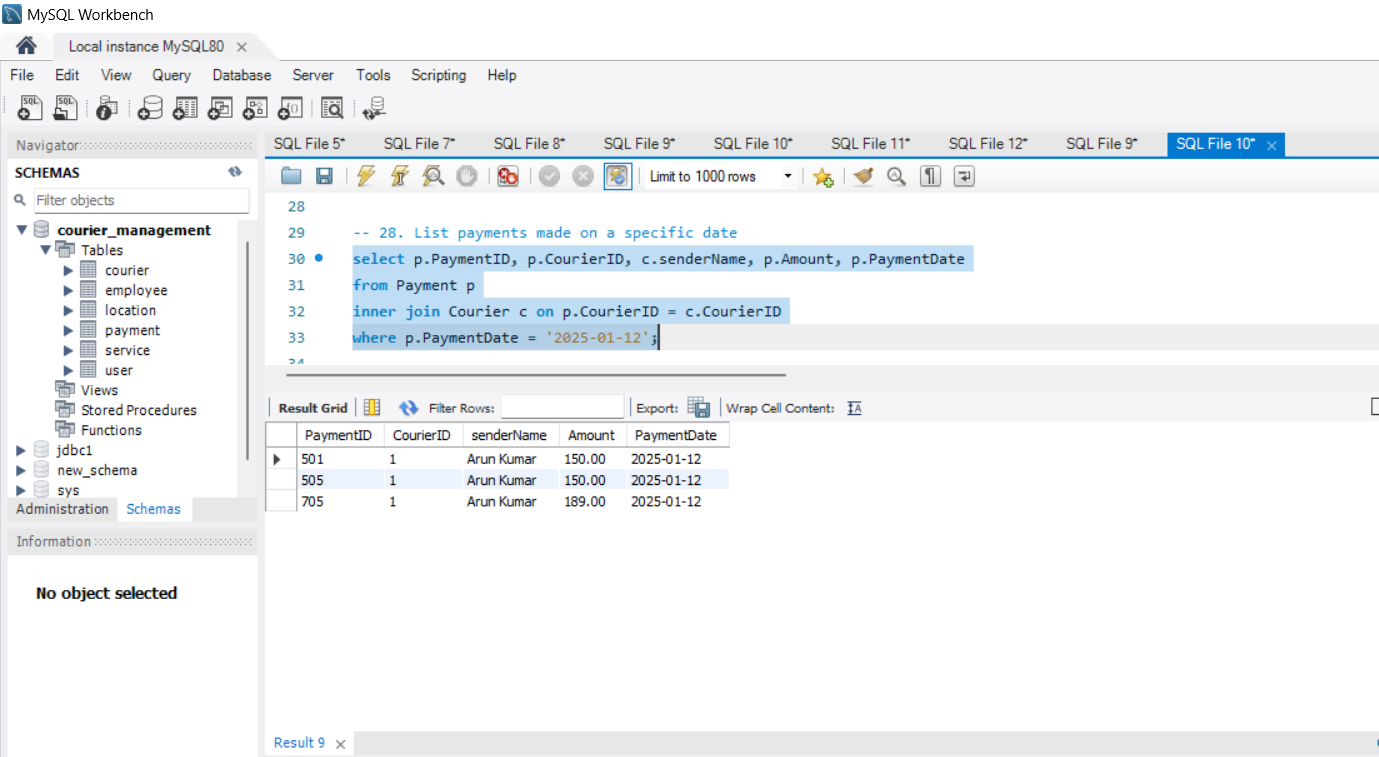 MySQL Workbench
Local instance MySQL80
File Edit View Query Database Server Tools Scripting Help
Navigator
SCHEMAS
Filter objects
courier_management
Tables
courier
employee
location
payment
service
user
Views
Stored Procedures
Functions
jdbc1
new_schema
sys
Administration Schemas
Information
No object selected
SQL File 5* SQL File 7* SQL File 8* SQL File 9* SQL File 10* SQL File 11* SQL File 12* SQL File 9* SQL File 10*
Limit to 1000 rows
28
29 -- 28. List payments made on a specific date
30 select p.PaymentID, p.CourierID, c.senderName, p.Amount, p.PaymentDate
31 from Payment p
32 inner join Courier c on p.CourierID = c.CourierID
33 where p.PaymentDate = '2025-01-12';
34
Result Grid Filter Rows: Export: Wrap Cell Content:
PaymentID CourierID senderName Amount PaymentDate
501 1 Arun Kumar 150.00 2025-01-12
505 1 Arun Kumar 150.00 2025-01-12
705 1 Arun Kumar 189.00 2025-01-12
Result 9